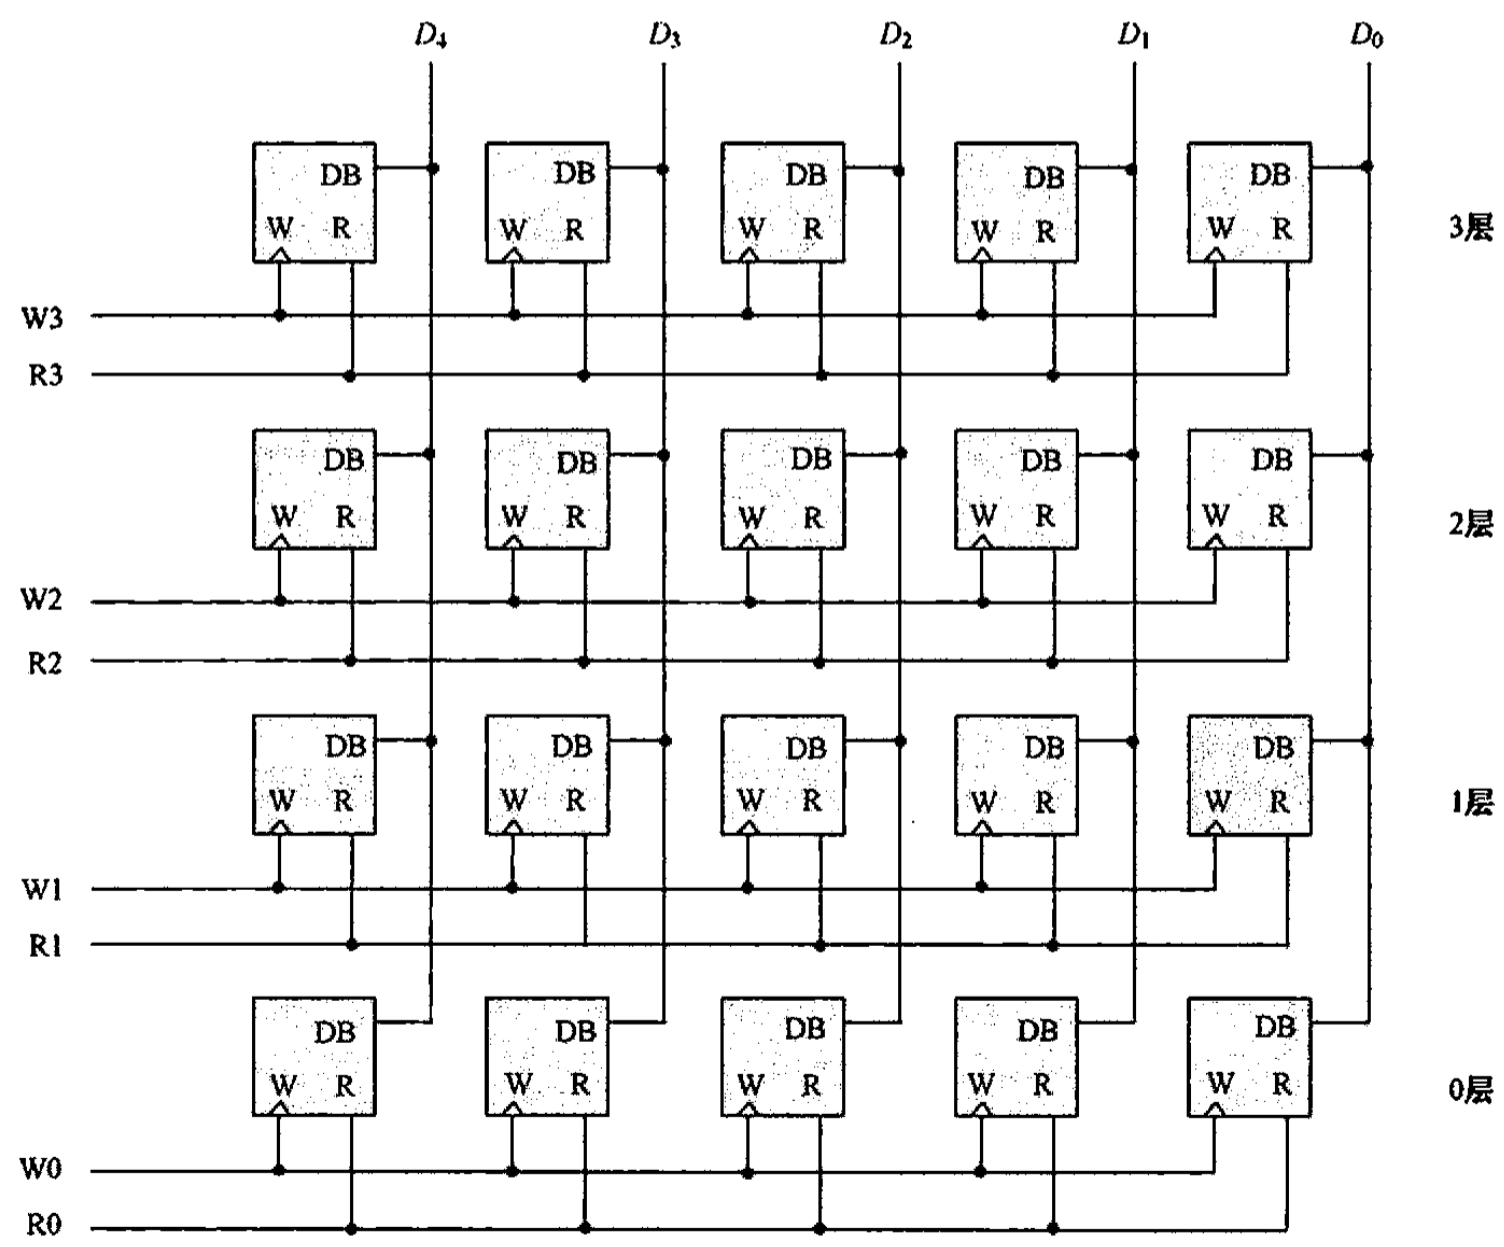 D4 D3 D2 D1 D0
DB DB DB DB DB
W R W R W R W R W R 3层
W3
R3
DB DB DB DB DB
W R W R W R W R W R 2层
W2
R2
DB DB DB DB DB
W R W R W R W R W R 1层
W1
R1
DB DB DB DB DB
W R W R W R W R W R 0层
W0
R0